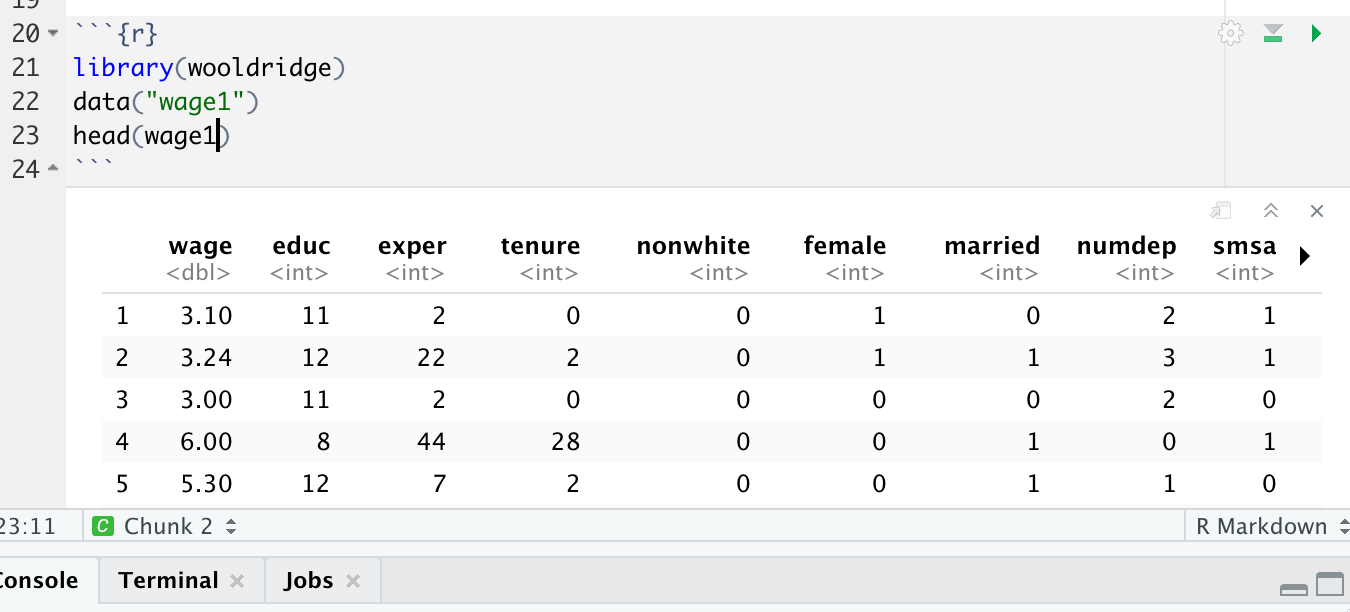 19
20 ```{r}
21 library(wooldridge)
22 data("wage1")
23 head(wage1)
24 ```
wage educ exper tenure nonwhite female married numdep smsa
<dbl> <int> <int> <int> <int> <int> <int> <int> <int>
1 3.10 11 2 0 0 1 0 2 1
2 3.24 12 22 2 0 1 1 3 1
3 3.00 11 2 0 0 0 0 2 0
4 6.00 8 44 28 0 0 1 0 1
5 5.30 12 7 2 0 0 1 1 0
23:11 C Chunk 2 R Markdown
Console Terminal Jobs